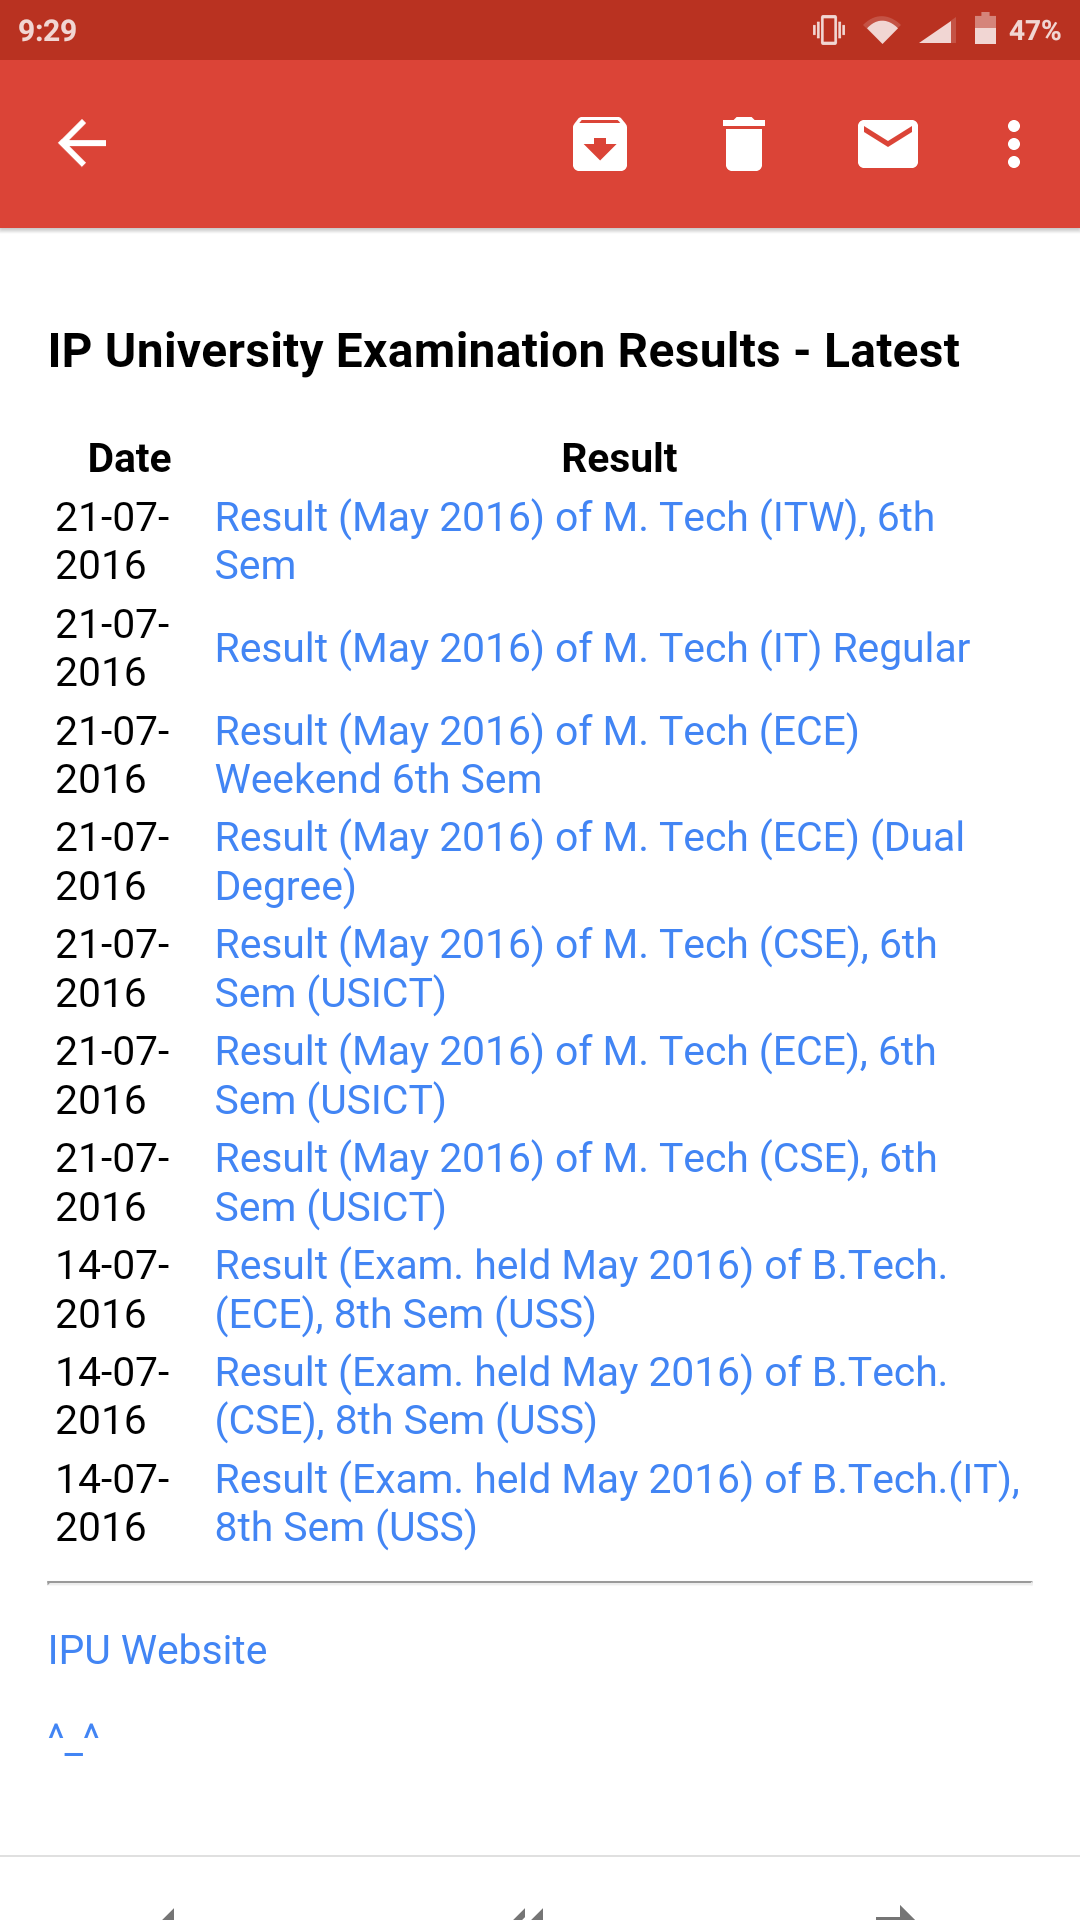 9:29
47%
IP University Examination Results - Latest
Date Result
21-07- Result (May 2016) of M. Tech (ITW), 6th
2016 Sem
21-07-
2016 Result (May 2016) of M. Tech (IT) Regular
21-07- Result (May 2016) of M. Tech (ECE)
2016 Weekend 6th Sem
21-07- Result (May 2016) of M. Tech (ECE) (Dual
2016 Degree)
21-07- Result (May 2016) of M. Tech (CSE), 6th
2016 Sem (USICT)
21-07- Result (May 2016) of M. Tech (ECE), 6th
2016 Sem (USICT)
21-07- Result (May 2016) of M. Tech (CSE), 6th
2016 Sem (USICT)
14-07- Result (Exam. held May 2016) of B.Tech.
2016 (ECE), 8th Sem (USS)
14-07- Result (Exam. held May 2016) of B.Tech.
2016 (CSE), 8th Sem (USS)
14-07- Result (Exam. held May 2016) of B.Tech.(IT),
2016 8th Sem (USS)
IPU Website
^_^